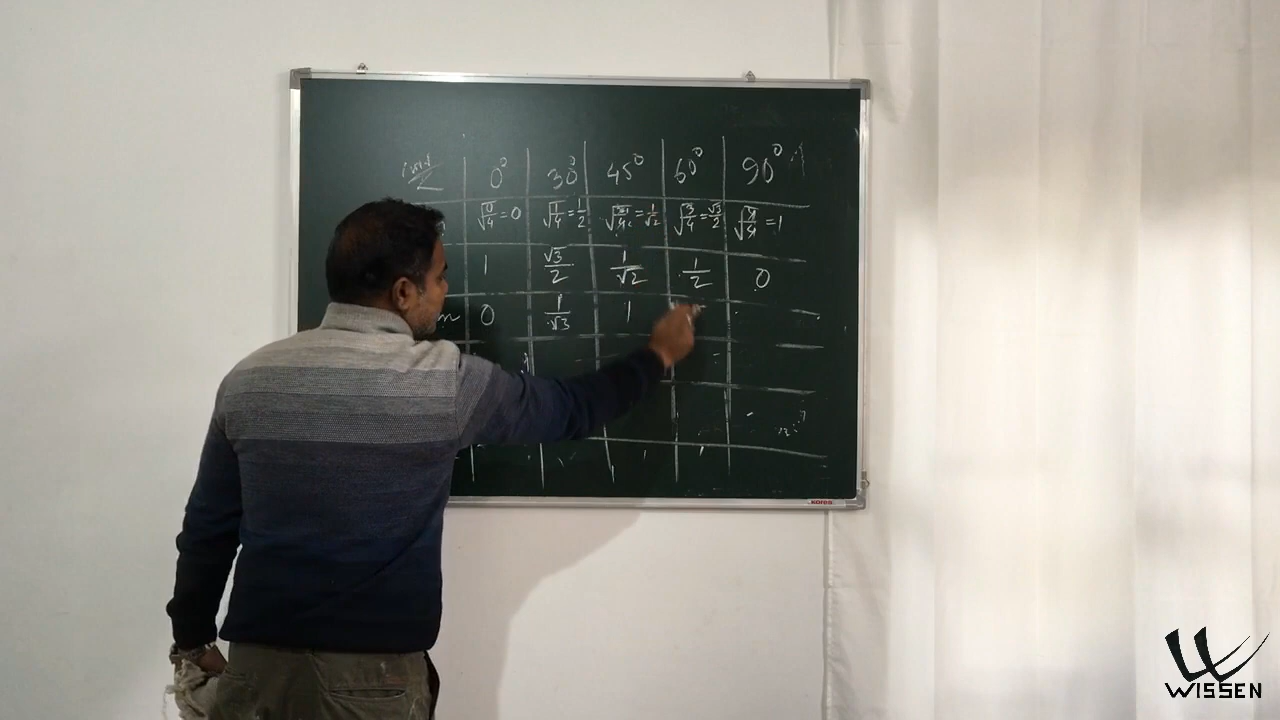 0° 30° 45° 60° 90°
√0/4=0 √1/4=1/2 √2/4=1/√2 √3/4=√3/2 √4/4=1
1 √3/2 1/√2 1/2 0
0 1/√3 1
kores
WISSEN